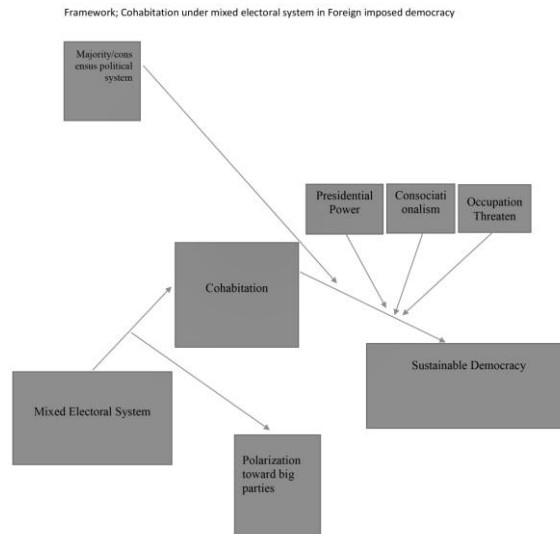 Framework; Cohabitation under mixed electoral system in Foreign imposed democracy
Majority/cons
ensus political
system
Presidential
Power
Consociati
onalism
Occupation
Threaten
Cohabitation
Sustainable Democracy
Mixed Electoral System
Polarization
toward big
parties